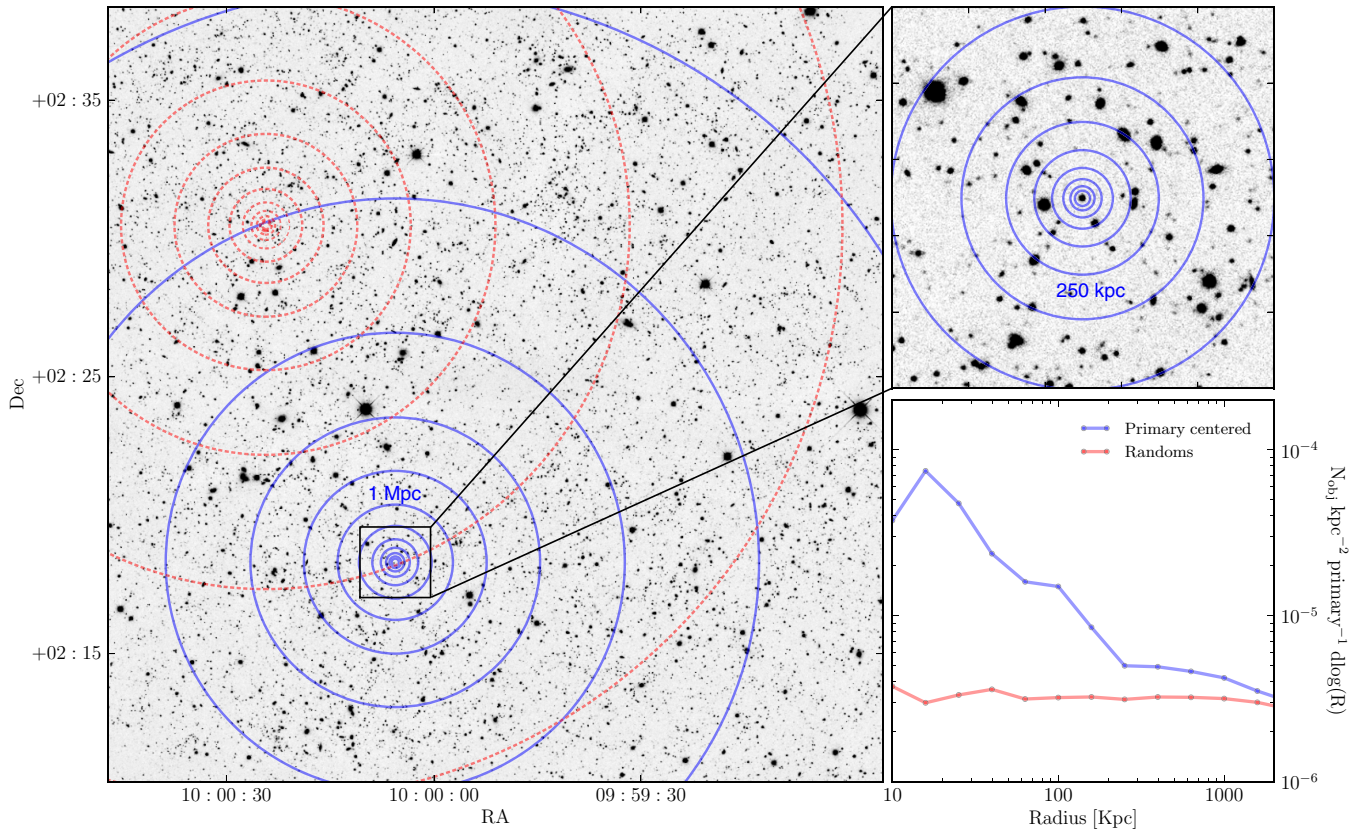 +02 : 35
+02 : 25
+02 : 15
Dec
1 Mpc
10 : 00 : 30
10 : 00 : 00
09 : 59 : 30
RA
250 kpc
Primary centered
Randoms
10⁻⁴
10⁻⁵
10⁻⁶
N_obj kpc⁻² primary⁻¹ dlog(R)
10
100
1000
Radius [Kpc]